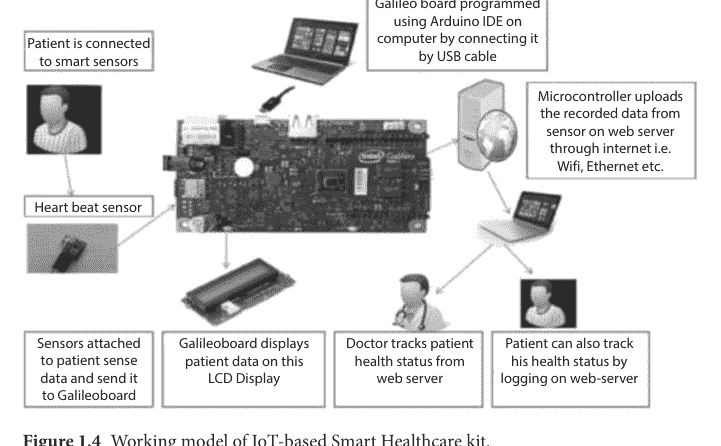 Galileo board programmed
using Arduino IDE on
computer by connecting it
by USB cable
Patient is connected
to smart sensors
Microcontroller uploads
the recorded data from
sensor on web server
through internet i.e.
Wifi, Ethernet etc.
Heart beat sensor
Galileo
Sensors attached
to patient sense
data and send it
to Galileoboard
Galileoboard displays
patient data on this
LCD Display
Doctor tracks patient
health status from
web server
Patient can also track
his health status by
logging on web-server
Figure 1.4 Working model of IoT-based Smart Healthcare kit.